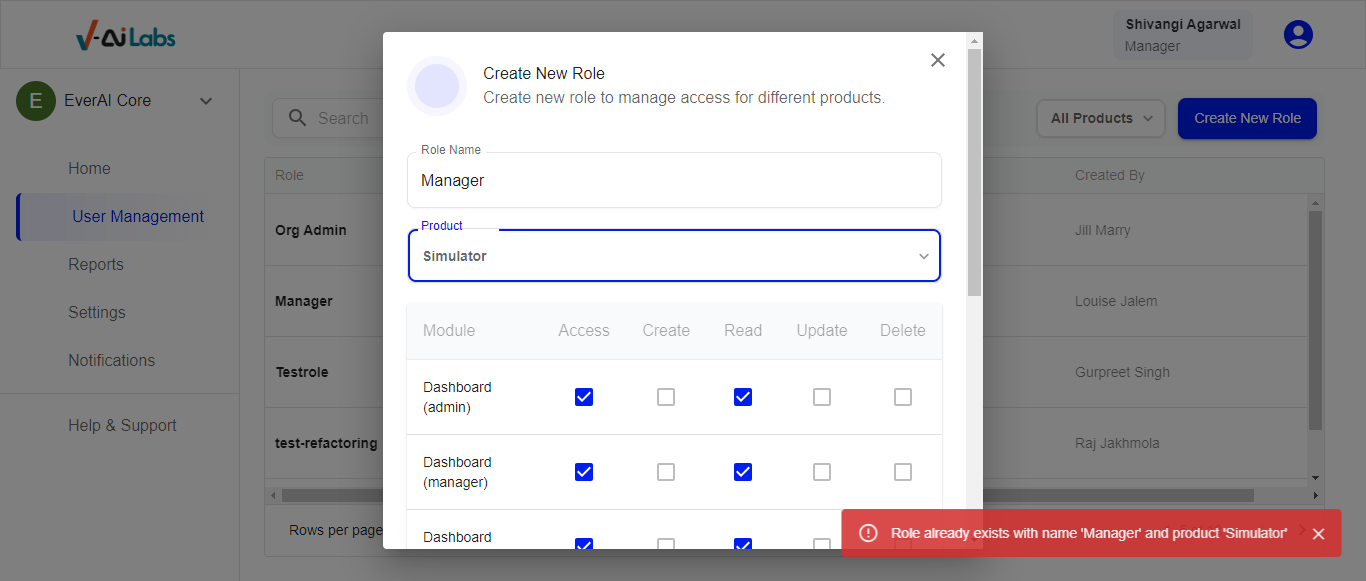 V-Ai Labs
Shivangi Agarwal
Manager
E
EverAI Core
Home
User Management
Reports
Settings
Notifications
Help & Support
Search
All Products
Create New Role
Role
Created By
Org Admin
Jill Marry
Manager
Louise Jalem
Testrole
Gurpreet Singh
test-refactoring
Raj Jakhmola
Rows per page
Create New Role
Create new role to manage access for different products.
Role Name
Manager
Product
Simulator
Module Access Create Read Update Delete
Dashboard
(admin)
Dashboard
(manager)
Dashboard
Role already exists with name 'Manager' and product 'Simulator'